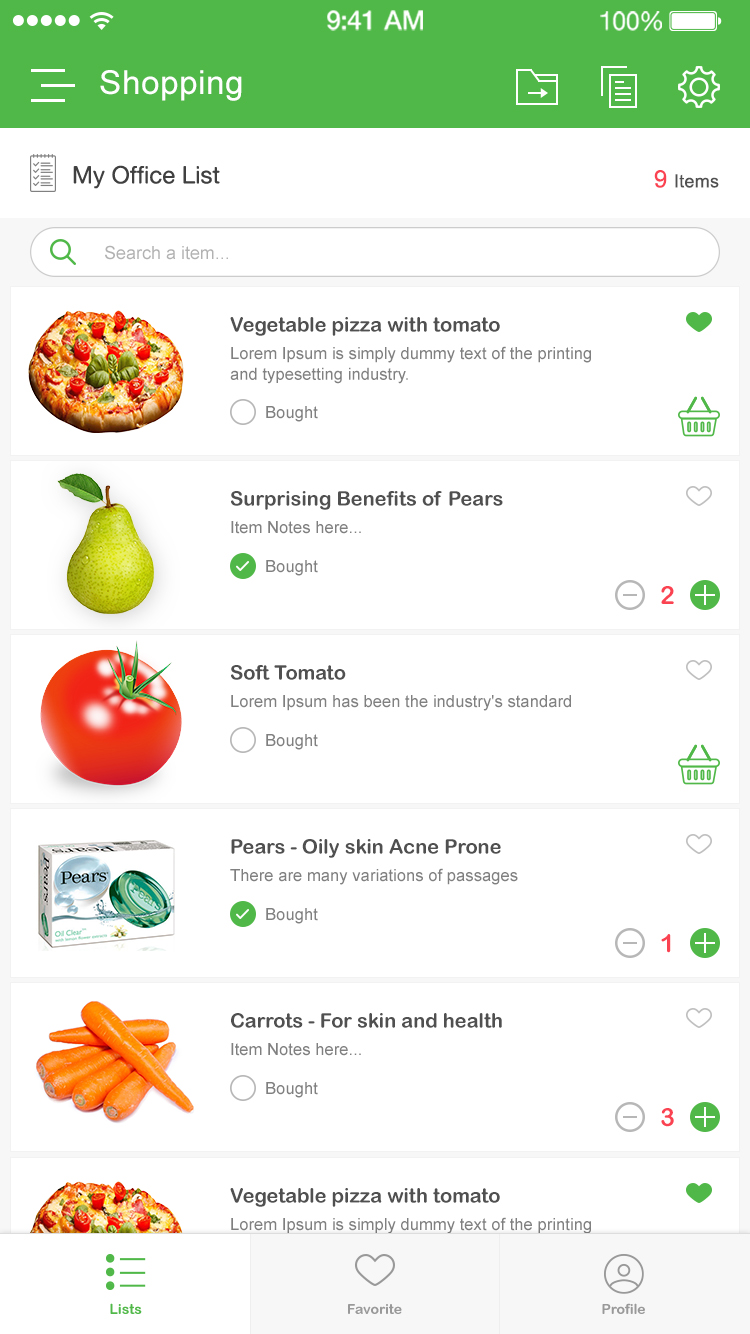 9:41 AM 100%
Shopping
My Office List
9 Items
Search a item...
Vegetable pizza with tomato
Lorem Ipsum is simply dummy text of the printing
and typesetting industry.
Bought
Surprising Benefits of Pears
Item Notes here...
Bought
2
Soft Tomato
Lorem Ipsum has been the industry's standard
Bought
Pears - Oily skin Acne Prone
There are many variations of passages
Pears
Pears
Pears
Pears
Oil Clear™
Bought
1
Carrots - For skin and health
Item Notes here...
Bought
3
Vegetable pizza with tomato
Lorem Ipsum is simply dummy text of the printing
Lists
Favorite
Profile